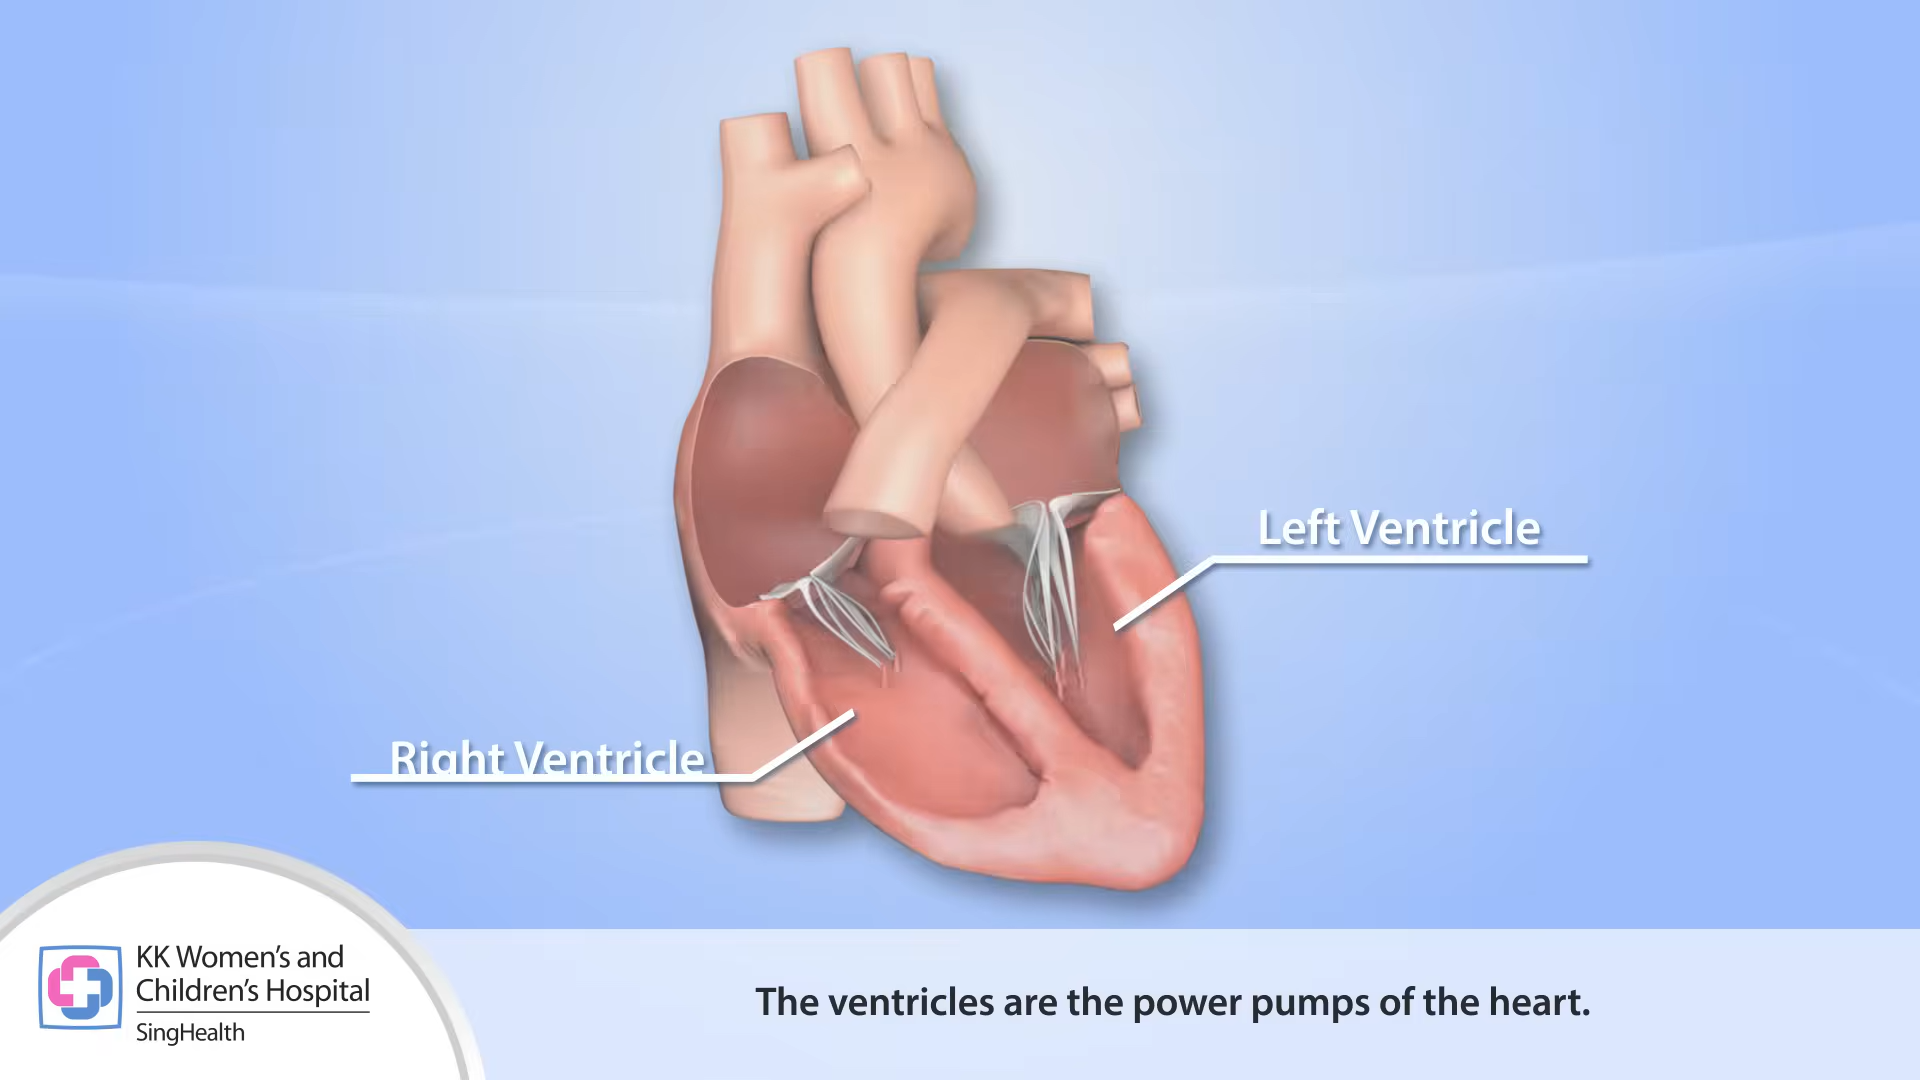 Left Ventricle
Right Ventricle
KK Women's and
Children's Hospital
SingHealth
The ventricles are the power pumps of the heart.